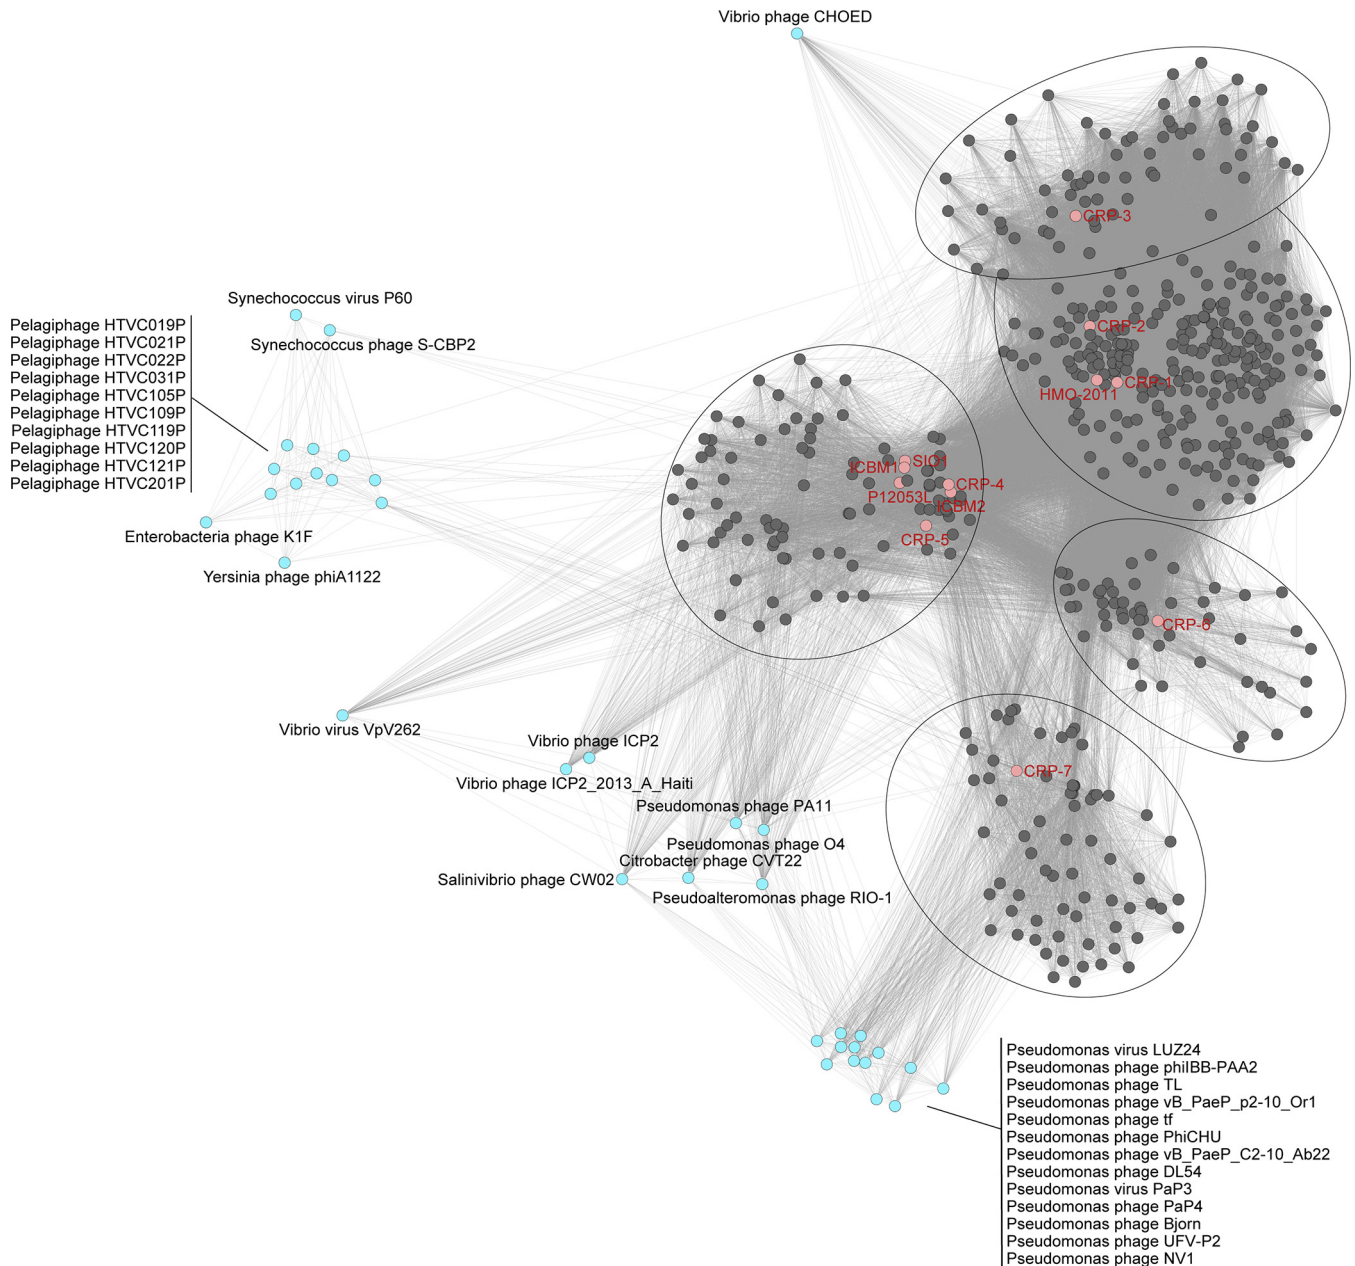 Vibrio phage CHOED
CRP-3
Synechococcus virus P60
Synechococcus phage S-CBP2
Pelagiphage HTVC019P
Pelagiphage HTVC021P
Pelagiphage HTVC022P
Pelagiphage HTVC031P
Pelagiphage HTVC105P
Pelagiphage HTVC109P
Pelagiphage HTVC119P
Pelagiphage HTVC120P
Pelagiphage HTVC121P
Pelagiphage HTVC201P
CRP-2
CRP-1
HMO-2011
ICBM1
SIO1
CRP-4
P12053L
ICBM2
CRP-5
Enterobacteria phage K1F
Yersinia phage phiA1122
CRP-6
Vibrio virus VpV262
Vibrio phage ICP2
Vibrio phage ICP2_2013_A_Haiti
CRP-7
Pseudomonas phage PA11
Pseudomonas phage O4
Citrobacter phage CVT22
Salinivibrio phage CW02
Pseudoalteromonas phage RIO-1
Pseudomonas virus LUZ24
Pseudomonas phage philBB-PAA2
Pseudomonas phage TL
Pseudomonas phage vB_PaeP_p2-10_Or1
Pseudomonas phage tf
Pseudomonas phage PhiCHU
Pseudomonas phage vB_PaeP_C2-10_Ab22
Pseudomonas phage DL54
Pseudomonas virus PaP3
Pseudomonas phage PaP4
Pseudomonas phage Bjorn
Pseudomonas phage UFV-P2
Pseudomonas phage NV1